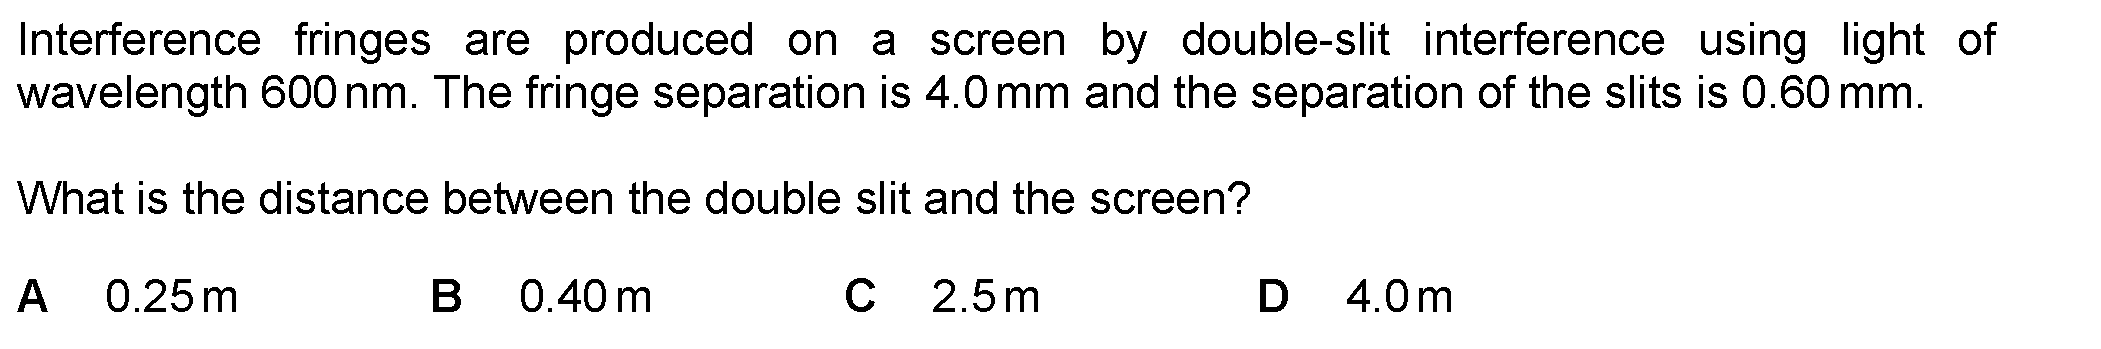 Interference fringes are produced on a screen by double-slit interference using light of
wavelength 600 nm. The fringe separation is 4.0 mm and the separation of the slits is 0.60 mm.
What is the distance between the double slit and the screen?
A 0.25 m B 0.40 m C 2.5 m D 4.0 m